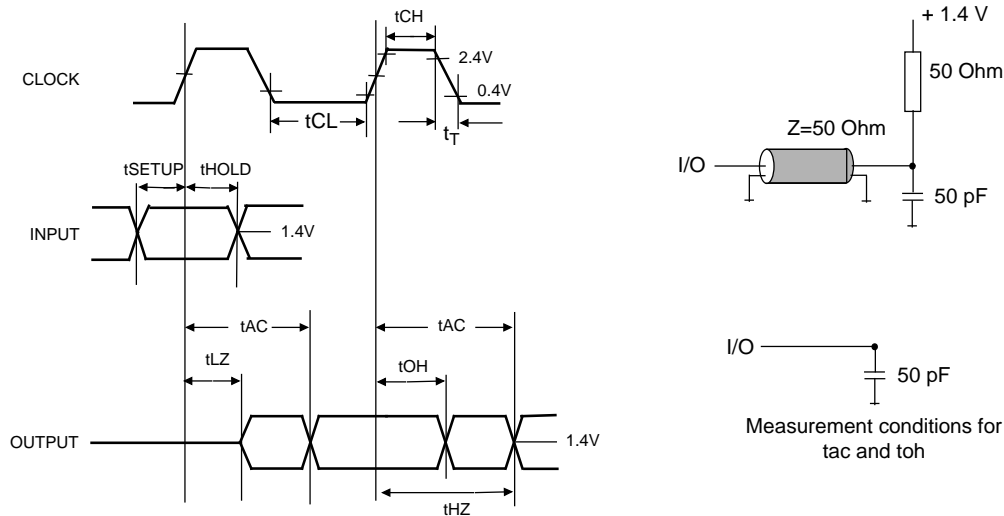 tCH
2.4V
CLOCK
0.4V
tCL
tT
tSETUP
tHOLD
INPUT
1.4V
tAC
tAC
tLZ
tOH
OUTPUT
1.4V
tHZ
+ 1.4 V
50 Ohm
Z=50 Ohm
I/O
50 pF
I/O
50 pF
Measurement conditions for
tac and toh